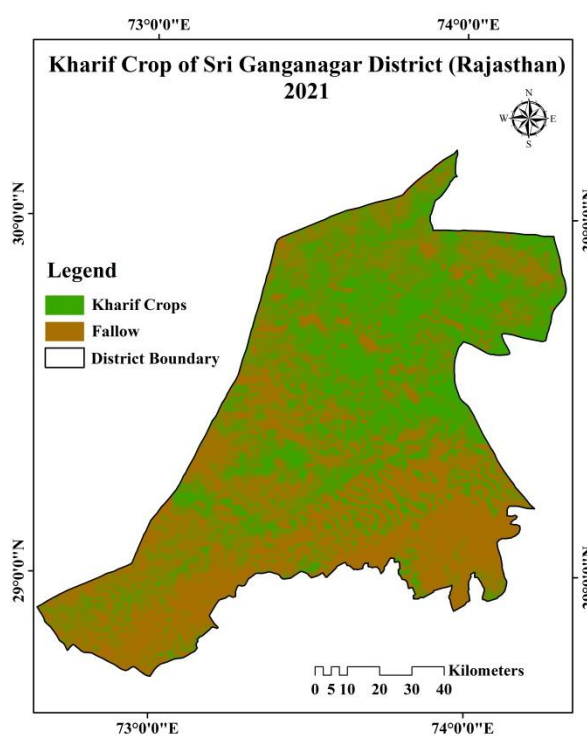 73°0'0"E 74°0'0"E
Kharif Crop of Sri Ganganagar District (Rajasthan)
2021
N
W E
S
30°0'0"N
Legend
Kharif Crops
Fallow
District Boundary
29°0'0"N
Kilometers
0 5 10 20 30 40
73°0'0"E 74°0'0"E